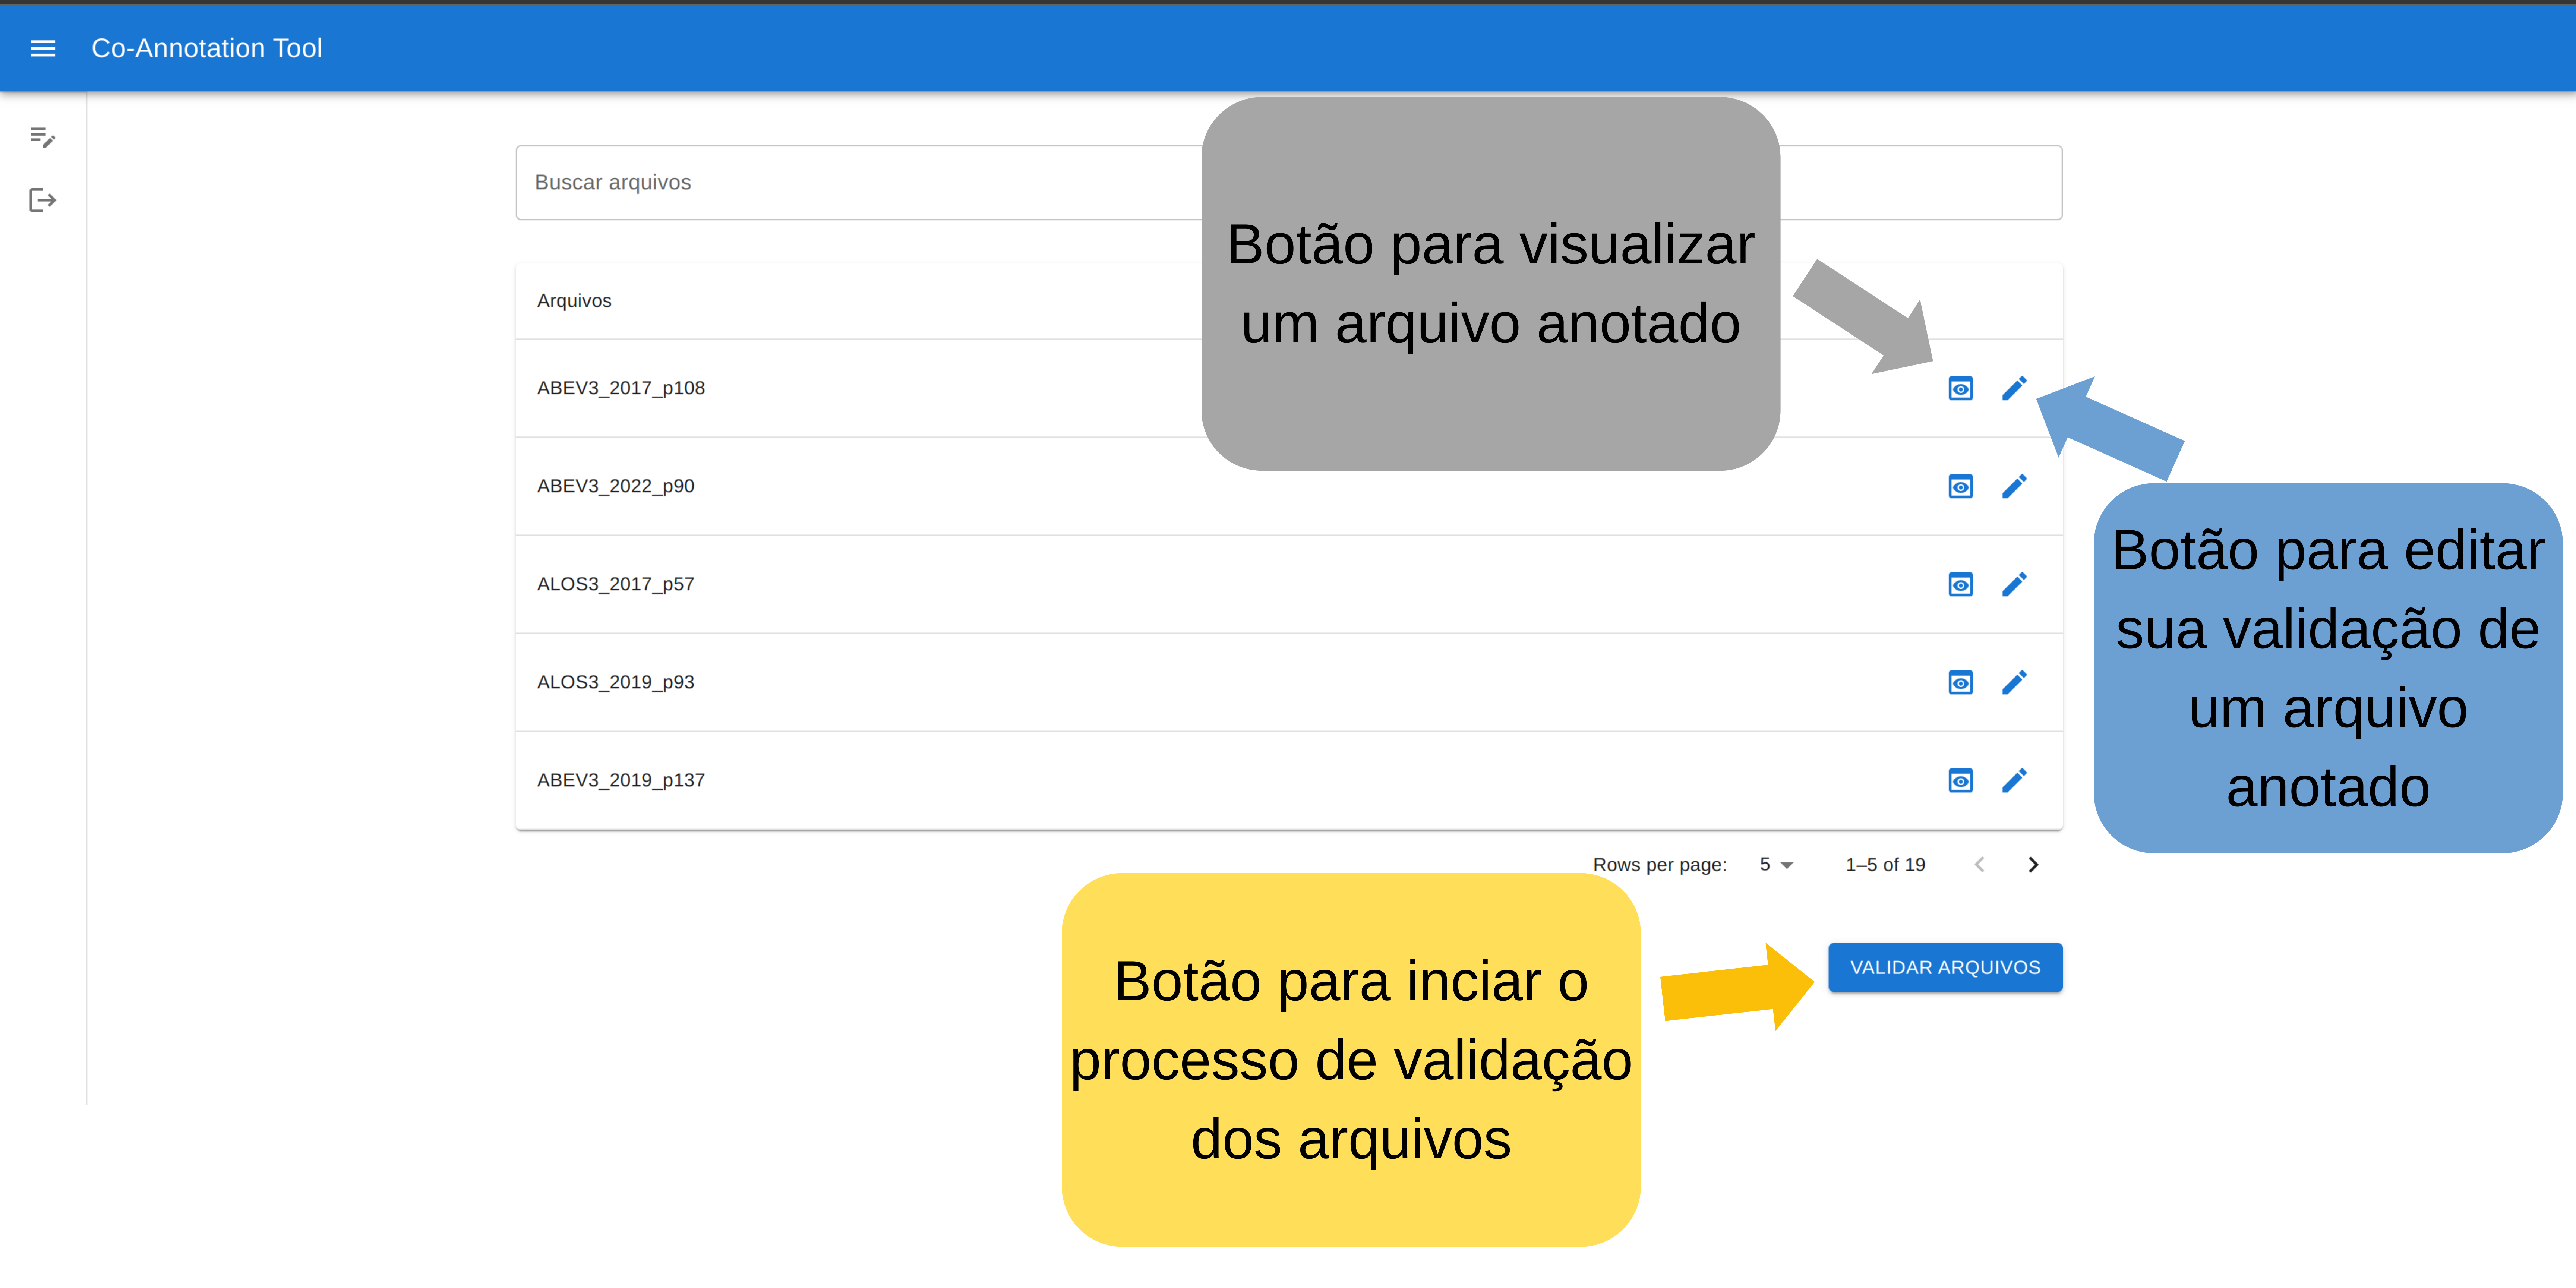 Co-Annotation Tool
Buscar arquivos
Botão para visualizar
um arquivo anotado
Arquivos
ABEV3_2017_p108
ABEV3_2022_p90
ALOS3_2017_p57
ALOS3_2019_p93
ABEV3_2019_p137
Botão para editar
sua validação de
um arquivo
anotado
Rows per page: 5 1–5 of 19
Botão para inciar o
processo de validação
dos arquivos
VALIDAR ARQUIVOS